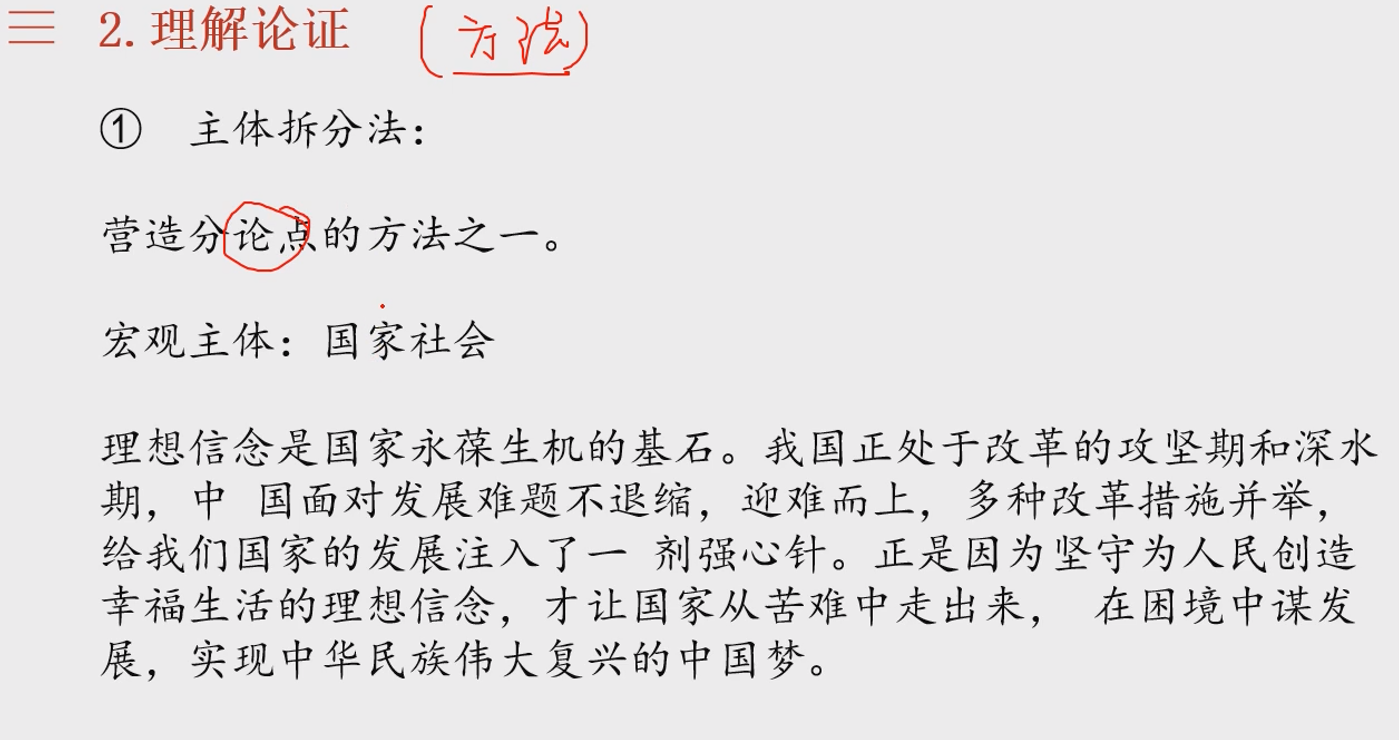 2.理解论证 （方法）
① 主体拆分法：
营造分论点的方法之一。
宏观主体：国家社会
理想信念是国家永葆生机的基石。我国正处于改革的攻坚期和深水
期，中 国面对发展难题不退缩，迎难而上，多种改革措施并举，
给我们国家的发展注入了一 剂强心针。正是因为坚守为人民创造
幸福生活的理想信念，才让国家从苦难中走出来， 在困境中谋发
展，实现中华民族伟大复兴的中国梦。